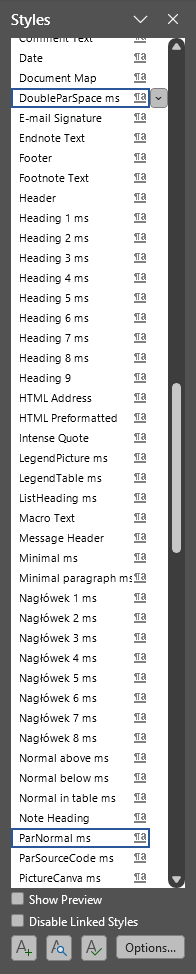 Styles
Comment Text
Date
Document Map
DoubleParSpace ms
E-mail Signature
Endnote Text
Footer
Footnote Text
Header
Heading 1 ms
Heading 2 ms
Heading 3 ms
Heading 4 ms
Heading 5 ms
Heading 6 ms
Heading 7 ms
Heading 8 ms
Heading 9
HTML Address
HTML Preformatted
Intense Quote
LegendPicture ms
LegendTable ms
ListHeading ms
Macro Text
Message Header
Minimal ms
Minimal paragraph ms
Nagłówek 1 ms
Nagłówek 2 ms
Nagłówek 3 ms
Nagłówek 4 ms
Nagłówek 5 ms
Nagłówek 6 ms
Nagłówek 7 ms
Nagłówek 8 ms
Normal above ms
Normal below ms
Normal in table ms
Note Heading
ParNormal ms
ParSourceCode ms
PictureCanva ms
Show Preview
Disable Linked Styles
Options...